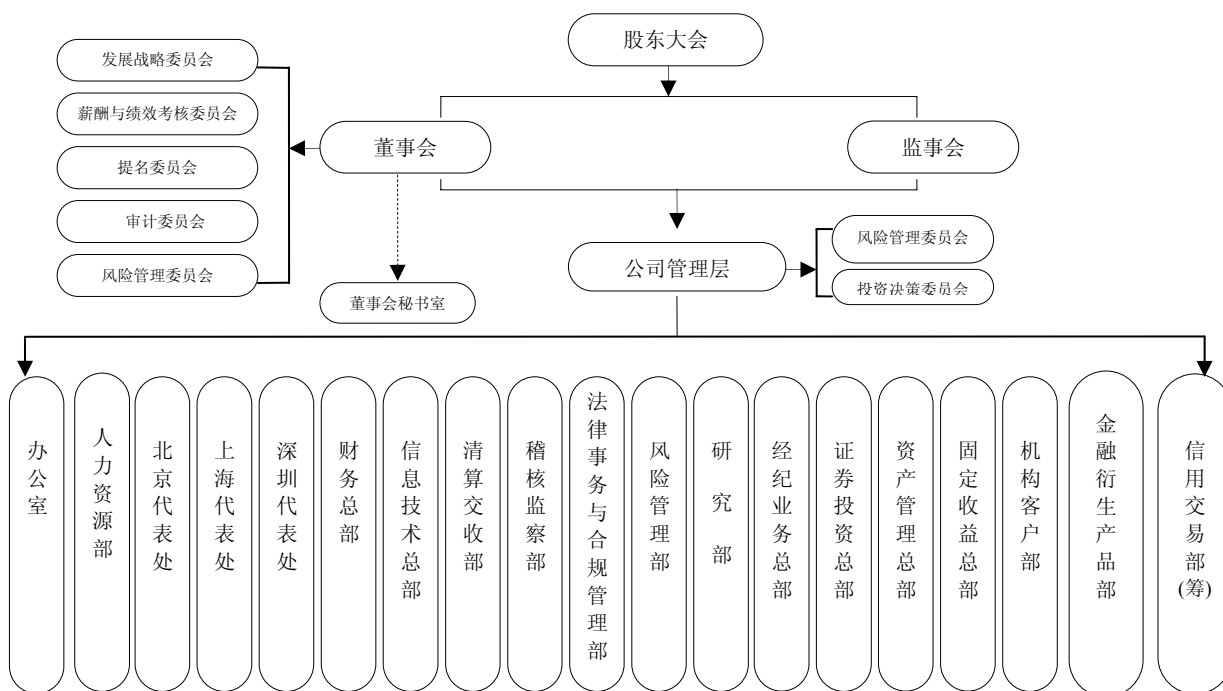 股东大会
发展战略委员会
薪酬与绩效考核委员会
提名委员会
审计委员会
风险管理委员会
董事会
监事会
董事会秘书室
公司管理层
风险管理委员会
投资决策委员会
办公室
人力资源部
北京代表处
上海代表处
深圳代表处
财务总部
信息技术总部
清算交收部
稽核监察部
法律事务与合规管理部
风险管理部
研究部
经纪业务总部
证券投资总部
资产管理总部
固定收益总部
机构客户部
金融衍生产品部
信用交易部(筹)